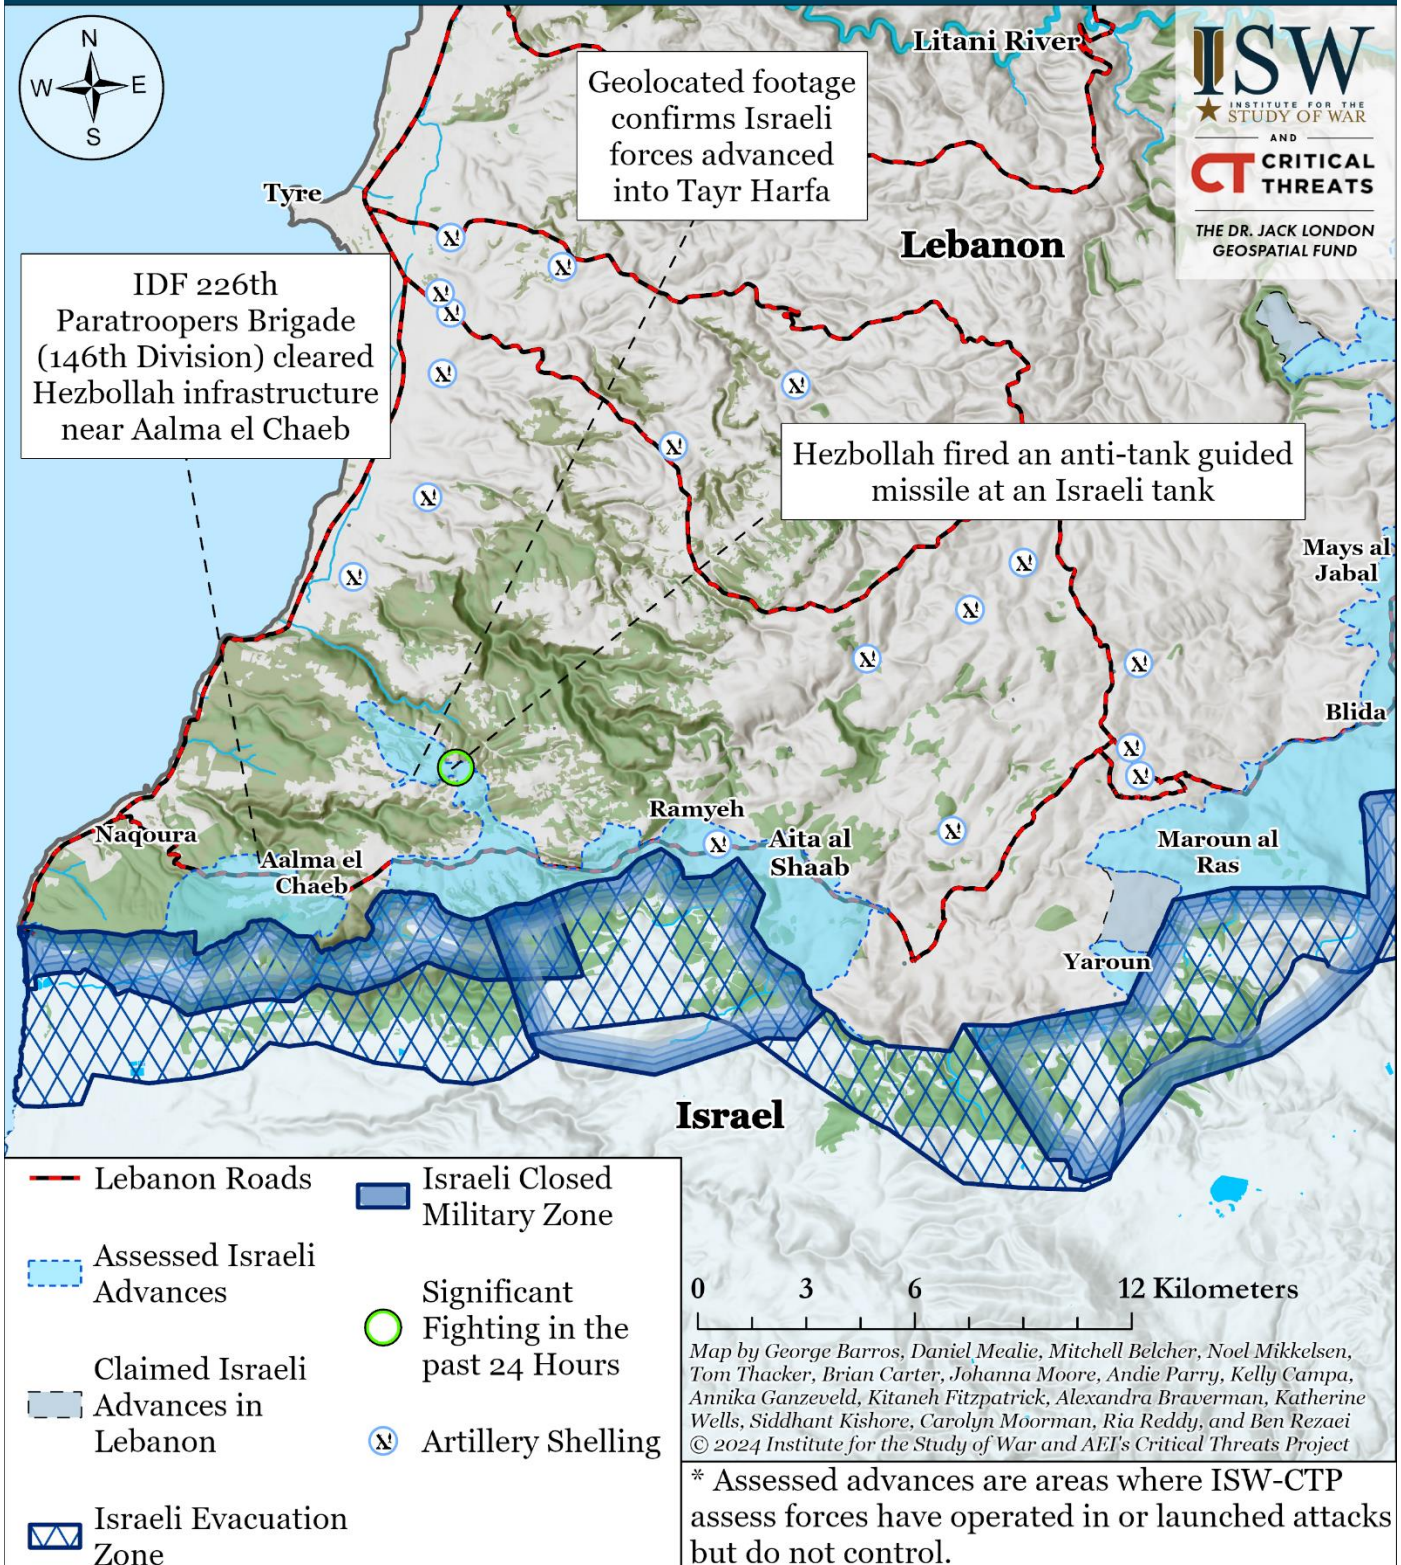 N
W
E
S
Litani River
ISW
INSTITUTE FOR THE
STUDY OF WAR
AND
CT CRITICAL
THREATS
THE DR. JACK LONDON
GEOSPATIAL FUND
Geolocated footage
confirms Israeli
forces advanced
into Tayr Harfa
Tyre
Lebanon
IDF 226th
Paratroopers Brigade
(146th Division) cleared
Hezbollah infrastructure
near Aalma el Chaeb
Hezbollah fired an anti-tank guided
missile at an Israeli tank
Mays al
Jabal
Blida
Naqoura
Aalma el
Chaeb
Ramyeh
Aita al
Shaab
Maroun al
Ras
Yaroun
Israel
Lebanon Roads
Assessed Israeli
Advances
Claimed Israeli
Advances in
Lebanon
Israeli Evacuation
Zone
Israeli Closed
Military Zone
Significant
Fighting in the
past 24 Hours
Artillery Shelling
0 3 6 12 Kilometers
Map by George Barros, Daniel Mealie, Mitchell Belcher, Noel Mikkelsen,
Tom Thacker, Brian Carter, Johanna Moore, Andie Parry, Kelly Campa,
Annika Ganzeveld, Kitaneh Fitzpatrick, Alexandra Braverman, Katherine
Wells, Siddhant Kishore, Carolyn Moorman, Ria Reddy, and Ben Rezaei
© 2024 Institute for the Study of War and AEI's Critical Threats Project
* Assessed advances are areas where ISW-CTP
assess forces have operated in or launched attacks
but do not control.